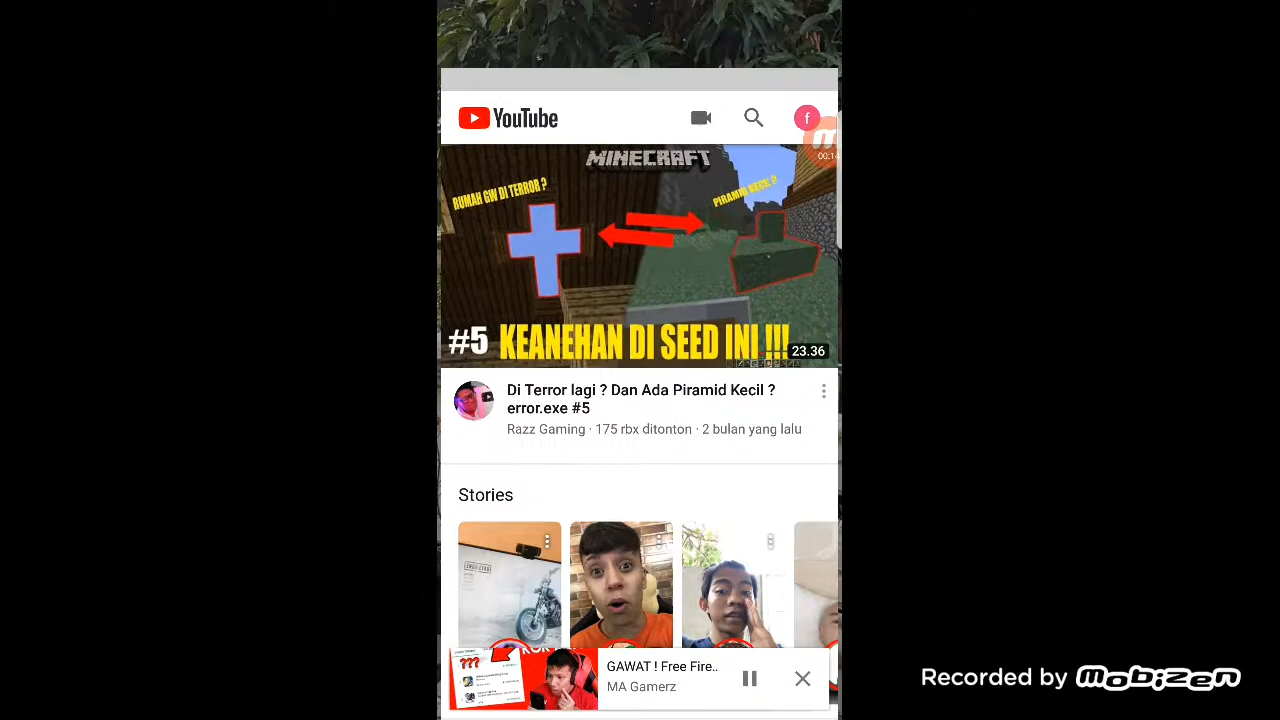 YouTube
f
00:14
MINECRAFT
RUMAH GW DI TERROR ?
PIRAMID KECIL ?
#5 KEANEHAN DI SEED INI !!!
23.36
Di Terror lagi ? Dan Ada Piramid Kecil ?
error.exe #5
Razz Gaming · 175 rbx ditonton · 2 bulan yang lalu
Stories
???
GAWAT ! Free Fire..
MA Gamerz
Recorded by mobizen